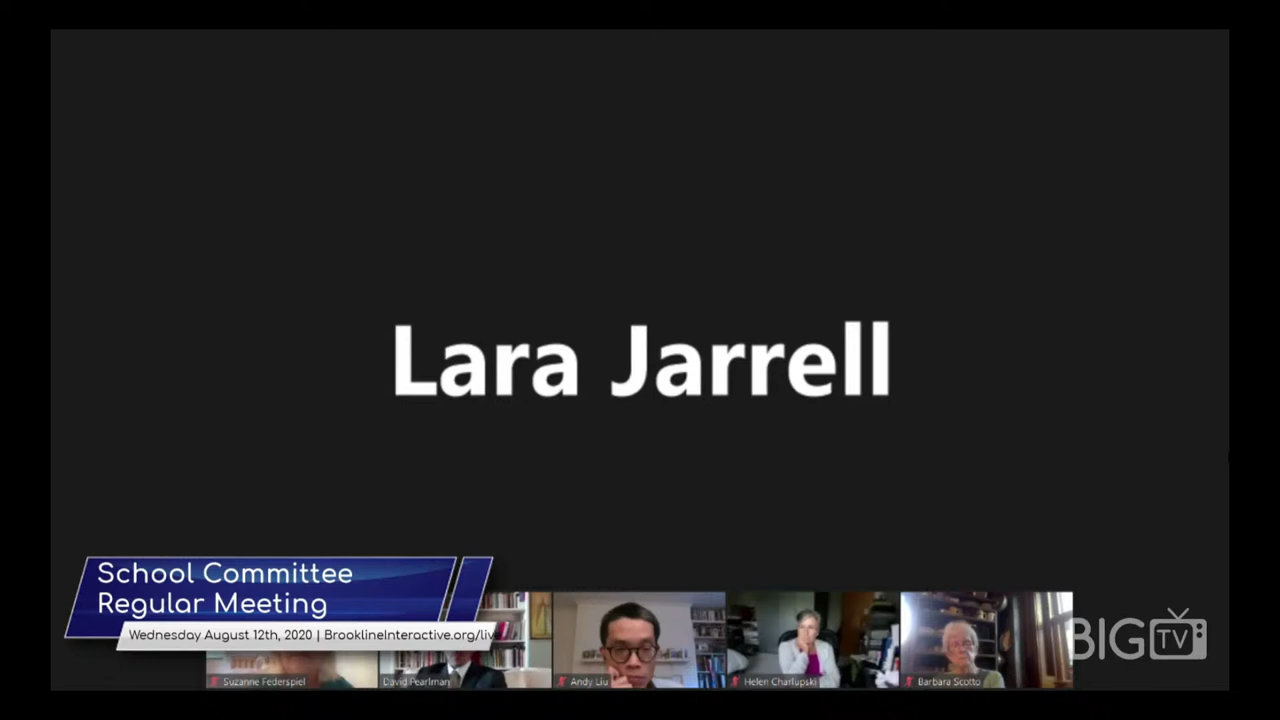 Lara Jarrell
School Committee
Regular Meeting
Wednesday August 12th, 2020 | BrooklineInteractive.org/live
Suzanne Federspiel
David Pearlman
Andy Liu
Helen Charlupski
Barbara Scotto
BIG TV